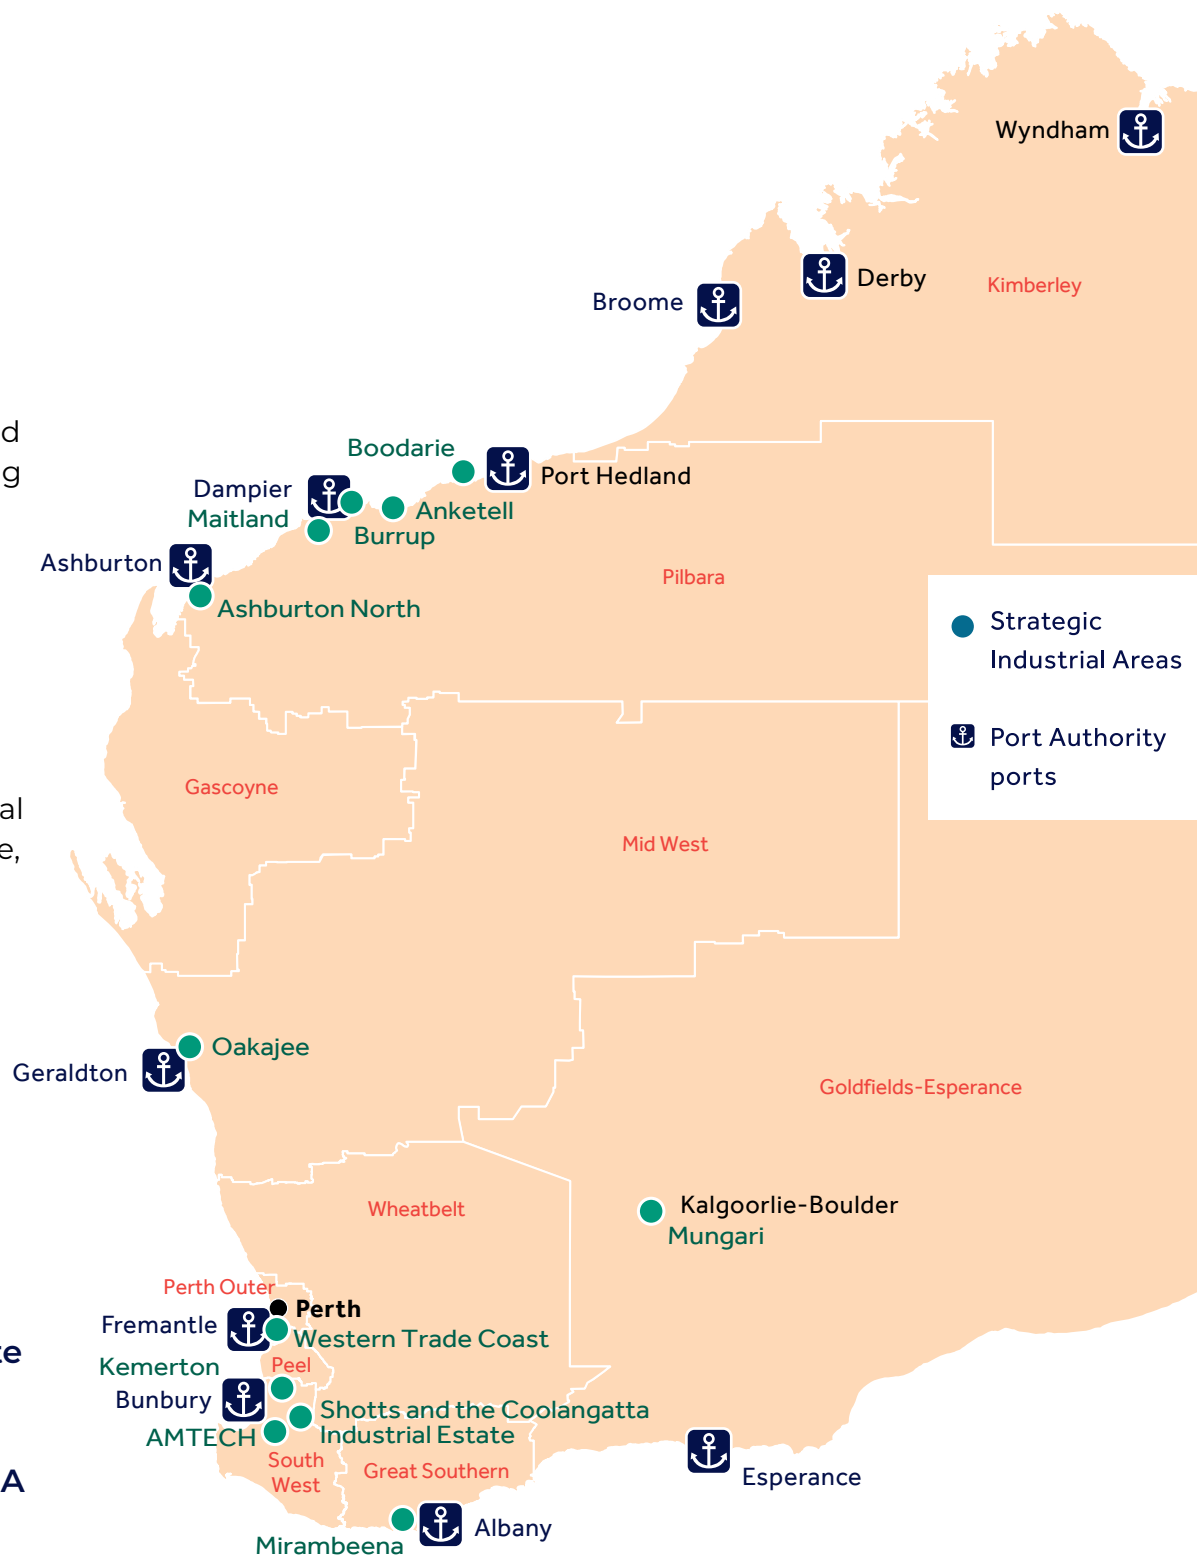 Wyndham
Derby
Kimberley
Broome
d
g
Boodarie
Port Hedland
Dampier
Maitland
Anketell
Burrup
Ashburton
Pilbara
Ashburton North
Strategic
Industrial Areas
Port Authority
ports
Gascoyne
al
e,
Mid West
Oakajee
Geraldton
Goldfields-Esperance
Wheatbelt
Kalgoorlie-Boulder
Mungari
Perth Outer
Perth
Fremantle
Western Trade Coast
te
Kemerton
Peel
Bunbury
Shotts and the Coolangatta
Industrial Estate
AMTECH
South
West
Great Southern
A
Esperance
Albany
Mirambeena